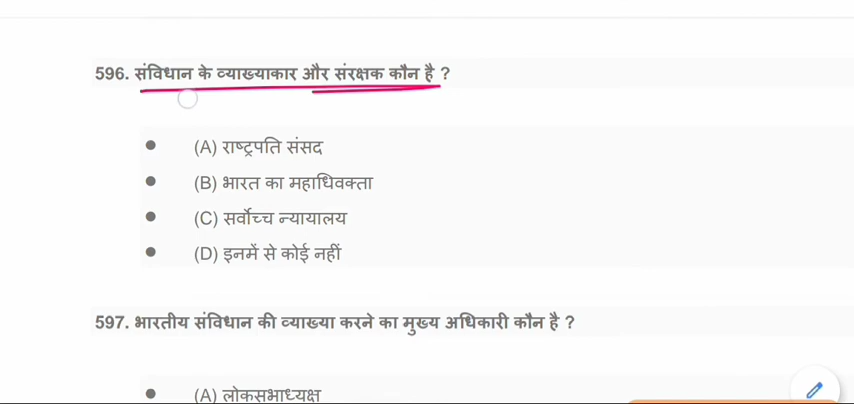 596. संविधान के व्याख्याकार और संरक्षक कौन है ?
(A) राष्ट्रपति संसद
(B) भारत का महाधिवक्ता
(C) सर्वोच्च न्यायालय
(D) इनमें से कोई नहीं
597. भारतीय संविधान की व्याख्या करने का मुख्य अधिकारी कौन है ?
(A) लोकसभाध्यक्ष